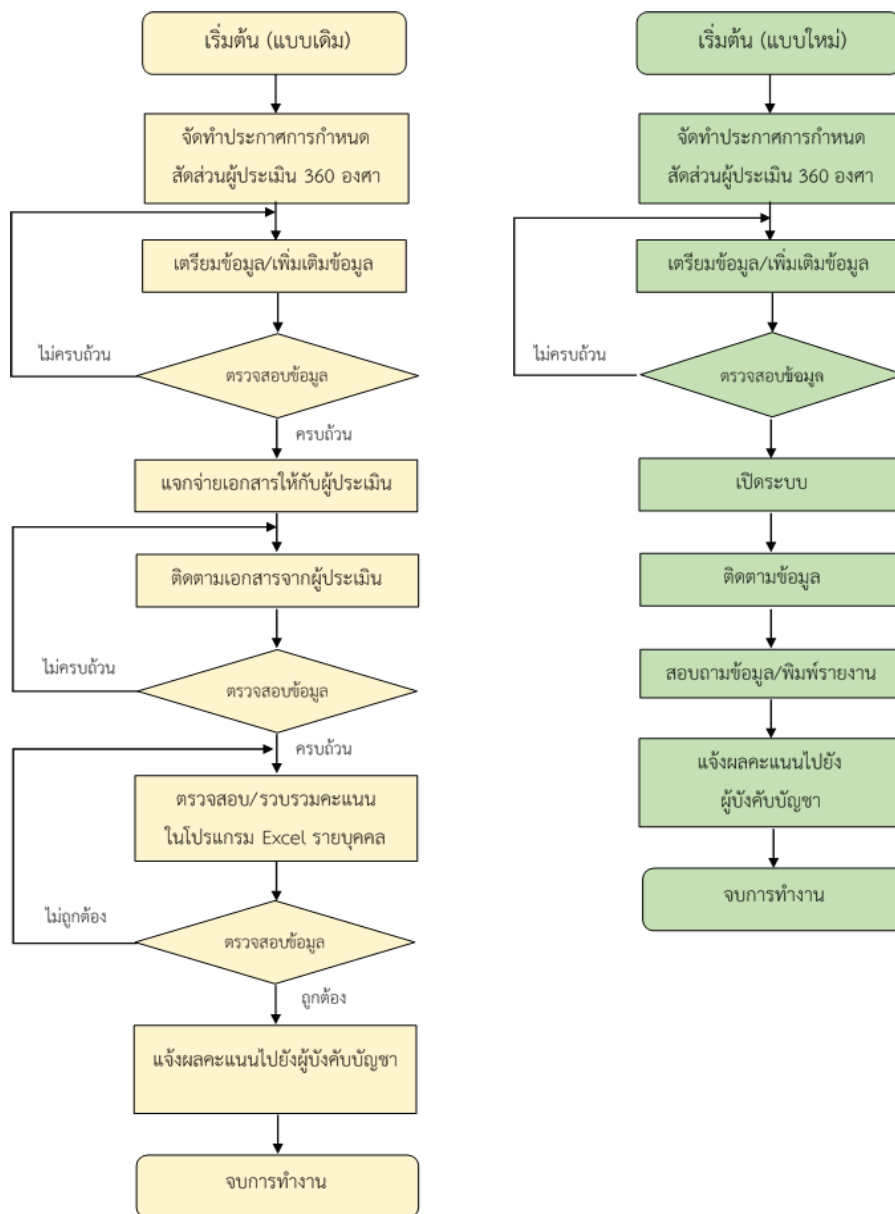 เริ่มต้น (แบบเดิม)
จัดทำประกาศการกำหนด
สัดส่วนผู้ประเมิน 360 องศา
เตรียมข้อมูล/เพิ่มเติมข้อมูล
ไม่ครบถ้วน
ตรวจสอบข้อมูล
ครบถ้วน
แจกจ่ายเอกสารให้กับผู้ประเมิน
ติดตามเอกสารจากผู้ประเมิน
ไม่ครบถ้วน
ตรวจสอบข้อมูล
ครบถ้วน
ตรวจสอบ/รวบรวมคะแนน
ในโปรแกรม Excel รายบุคคล
ไม่ถูกต้อง
ตรวจสอบข้อมูล
ถูกต้อง
แจ้งผลคะแนนไปยังผู้บังคับบัญชา
จบการทำงาน
เริ่มต้น (แบบใหม่)
จัดทำประกาศการกำหนด
สัดส่วนผู้ประเมิน 360 องศา
เตรียมข้อมูล/เพิ่มเติมข้อมูล
ไม่ครบถ้วน
ตรวจสอบข้อมูล
เปิดระบบ
ติดตามข้อมูล
สอบถามข้อมูล/พิมพ์รายงาน
แจ้งผลคะแนนไปยัง
ผู้บังคับบัญชา
จบการทำงาน